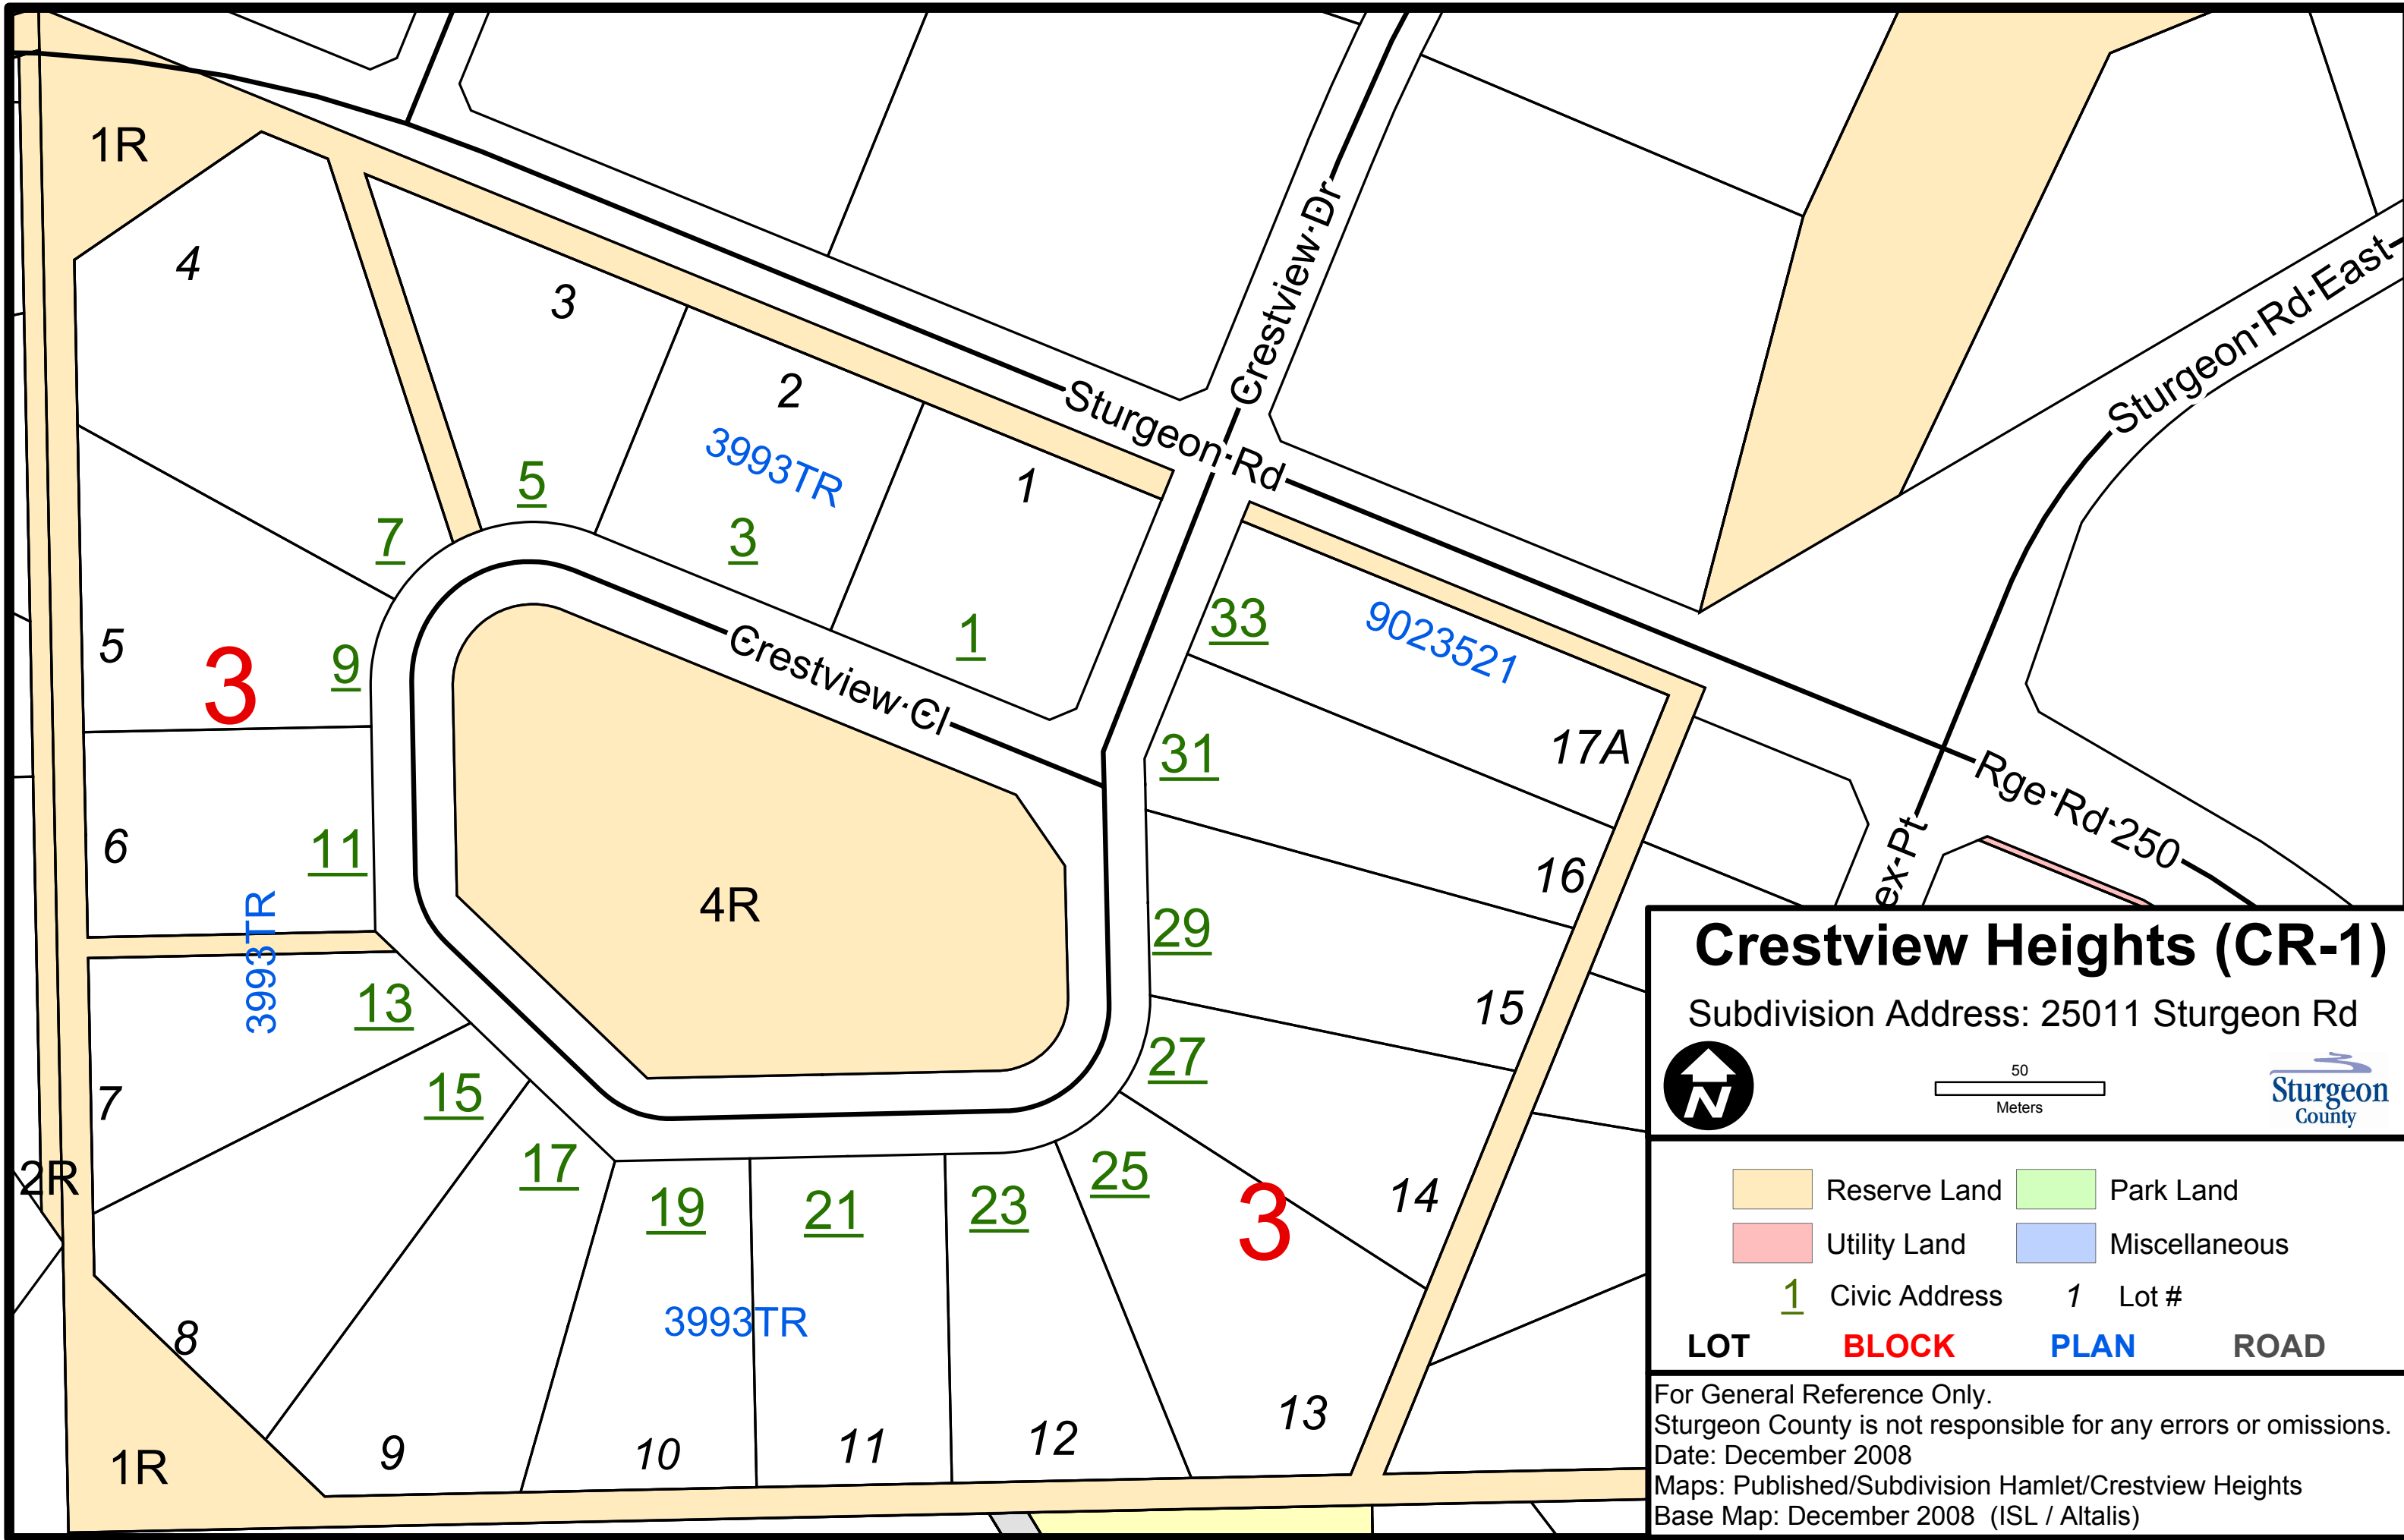 1R
4
3
2
1
Crestview Dr
Sturgeon Rd
Sturgeon Rd East
3993TR
5
7
3
1
33
9023521
5
3
9
Crestview Cl
31
17A
Rge Rd 250
6
11
4R
16
ex Pt
29
3993TR
13
15
27
7
15
2R
17
19
21
23
25
3
14
8
3993TR
9
10
11
12
13
1R
Crestview Heights (CR-1)
Subdivision Address: 25011 Sturgeon Rd
N
50
Meters
Sturgeon
County
Reserve Land
Park Land
Utility Land
Miscellaneous
1 Civic Address
1 Lot #
LOT BLOCK PLAN ROAD
For General Reference Only.
Sturgeon County is not responsible for any errors or omissions.
Date: December 2008
Maps: Published/Subdivision Hamlet/Crestview Heights
Base Map: December 2008 (ISL / Altalis)